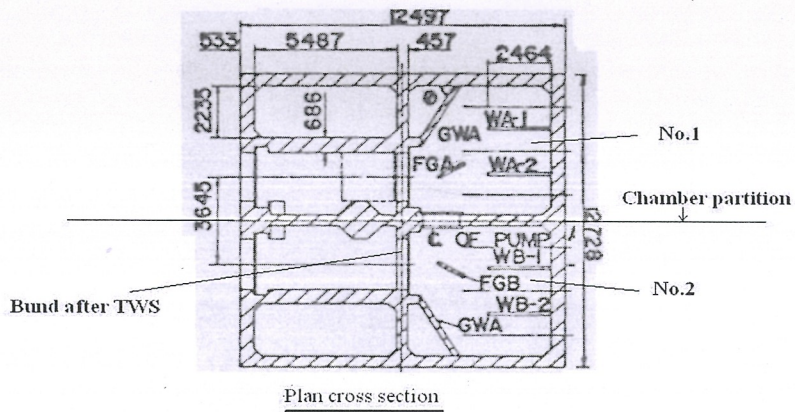 12497
533
5487
457
2464
2235
686
WA-1
GWA
No.1
FGA
WA-2
3645
Chamber partition
12728
C OF PUMP
WB-1
FGB
No.2
Bund after TWS
WB-2
GWA
Plan cross section